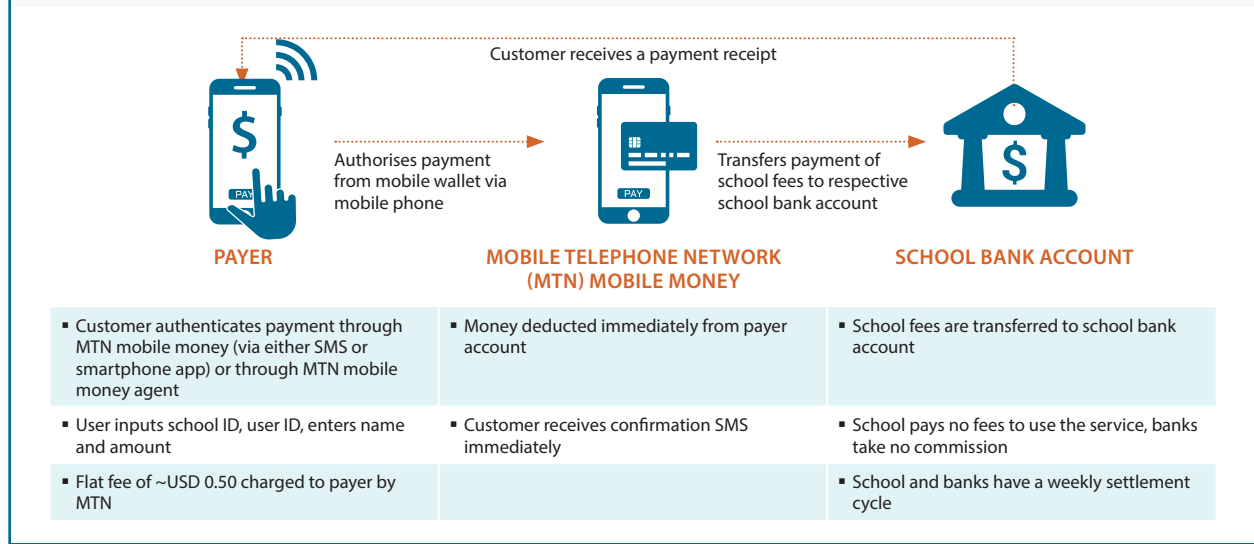 Customer receives a payment receipt
$
PAY
Authorises payment
from mobile wallet via
mobile phone
PAY
Transfers payment of
school fees to respective
school bank account
$
PAYER
MOBILE TELEPHONE NETWORK
(MTN) MOBILE MONEY
SCHOOL BANK ACCOUNT
▪ Customer authenticates payment through
MTN mobile money (via either SMS or
smartphone app) or through MTN mobile
money agent
▪ Money deducted immediately from payer
account
▪ School fees are transferred to school bank
account
▪ User inputs school ID, user ID, enters name
and amount
▪ Customer receives confirmation SMS
immediately
▪ School pays no fees to use the service, banks
take no commission
▪ Flat fee of ~USD 0.50 charged to payer by
MTN
▪ School and banks have a weekly settlement
cycle